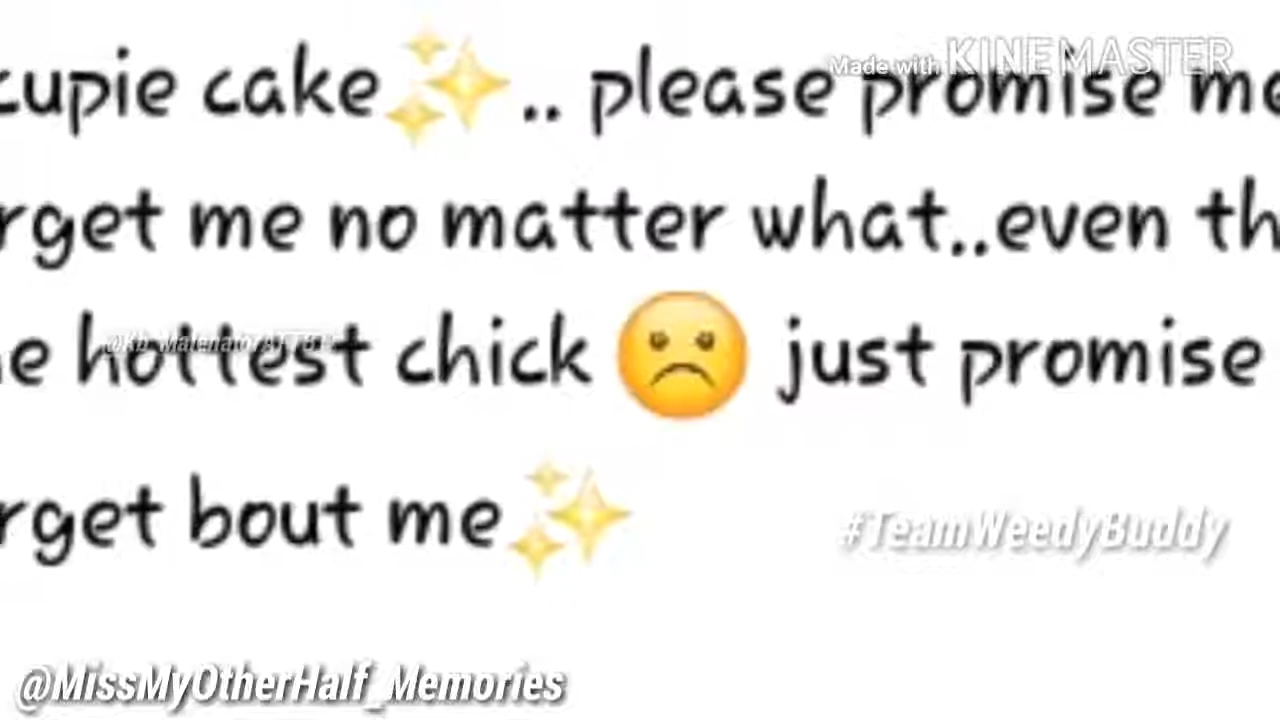 cupie cake✨.. please promise me
Made with KINEMASTER
rget me no matter what..even th
e hottest chick ☹️ just promise
rget bout me✨
#TeamWeedyBuddy
@MissMyOtherHalf_Memories